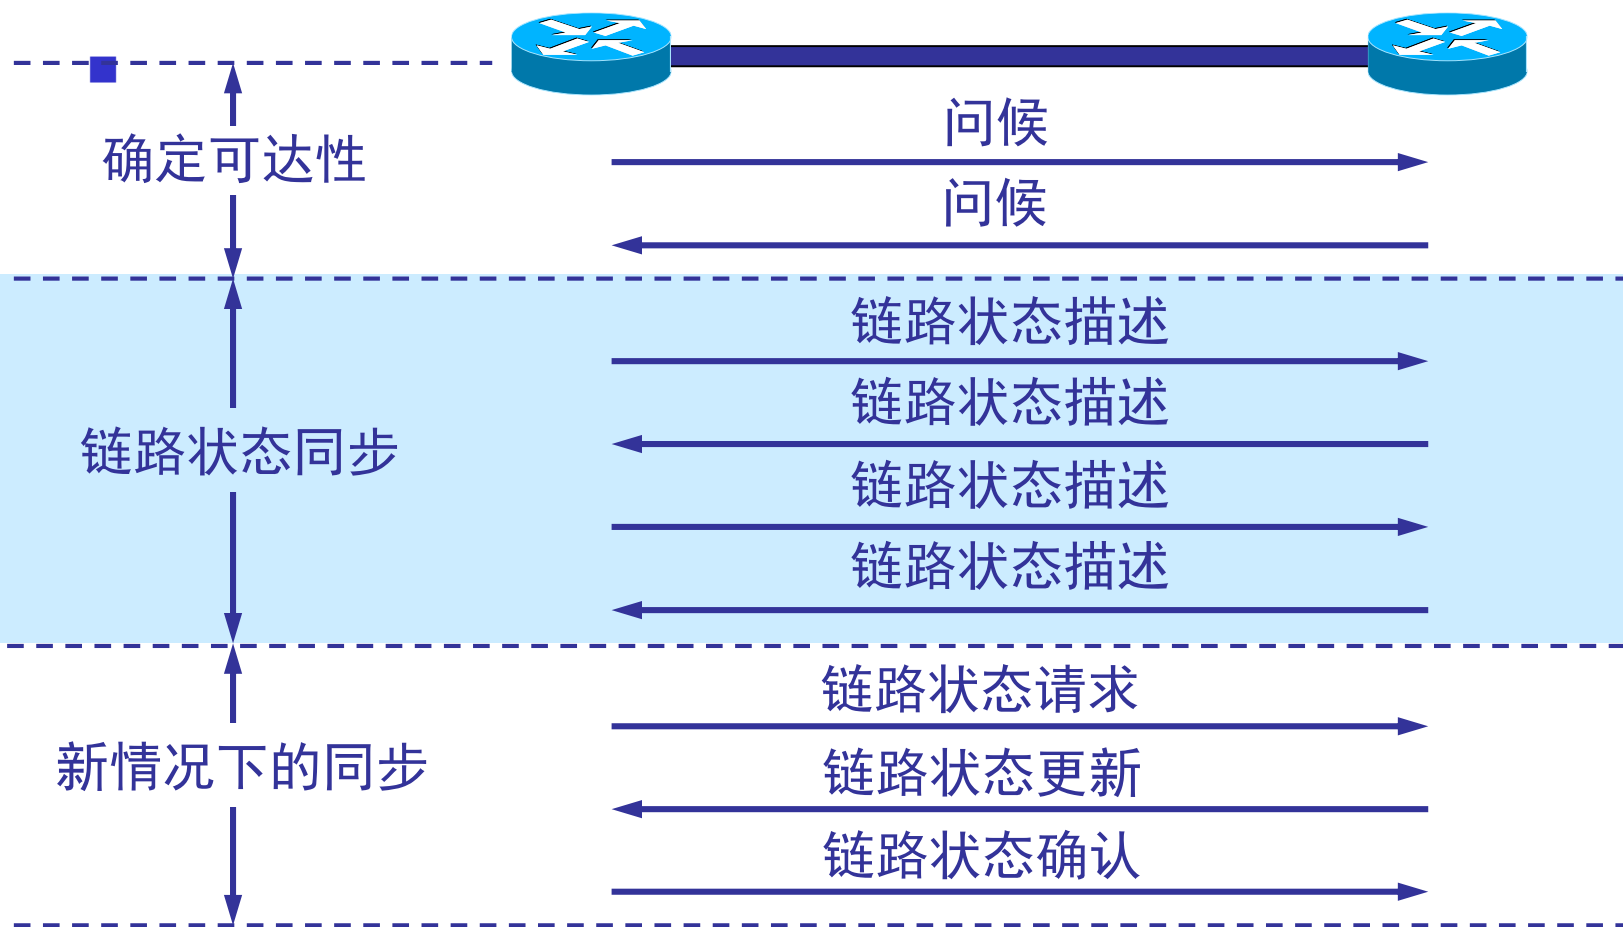 问候
确定可达性
问候
链路状态描述
链路状态描述
链路状态同步
链路状态描述
链路状态描述
链路状态请求
新情况下的同步
链路状态更新
链路状态确认